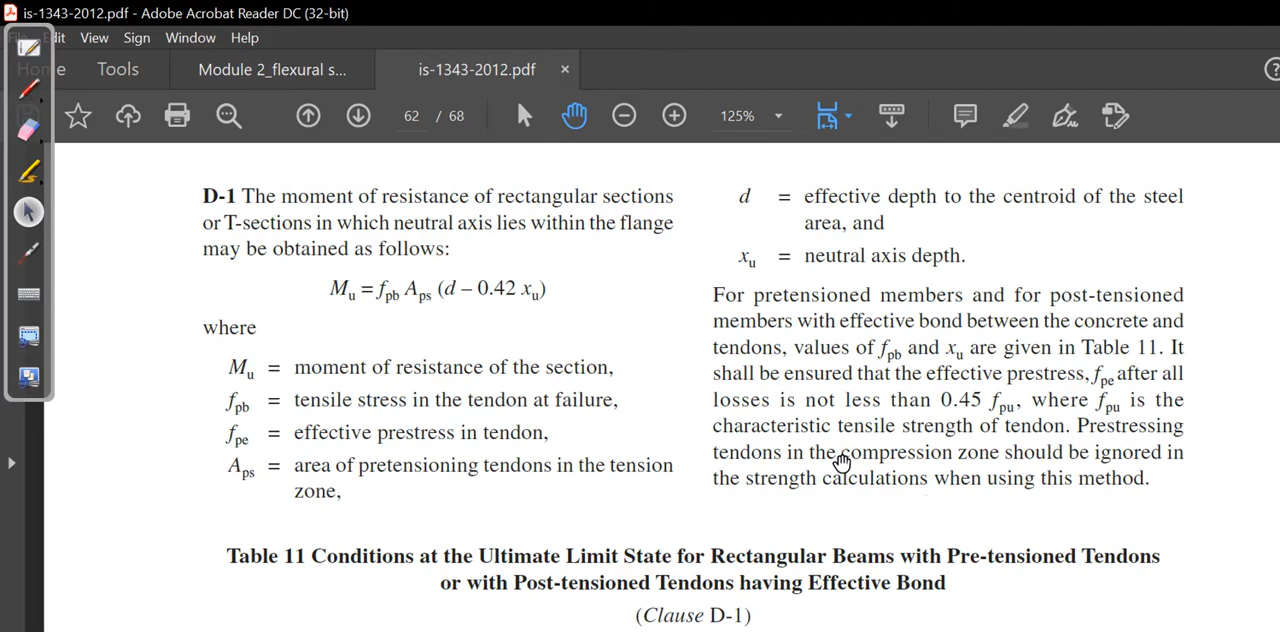 is-1343-2012.pdf - Adobe Acrobat Reader DC (32-bit)
Edit View Sign Window Help
Home Tools Module 2_flexural s... is-1343-2012.pdf ×
62 / 68 125%
D-1 The moment of resistance of rectangular sections
or T-sections in which neutral axis lies within the flange
may be obtained as follows:
Mu = fpb Aps (d – 0.42 xu)
where
Mu = moment of resistance of the section,
fpb = tensile stress in the tendon at failure,
fpe = effective prestress in tendon,
Aps = area of pretensioning tendons in the tension
zone,
d = effective depth to the centroid of the steel
area, and
xu = neutral axis depth.
For pretensioned members and for post-tensioned
members with effective bond between the concrete and
tendons, values of fpb and xu are given in Table 11. It
shall be ensured that the effective prestress, fpe after all
losses is not less than 0.45 fpu, where fpu is the
characteristic tensile strength of tendon. Prestressing
tendons in the compression zone should be ignored in
the strength calculations when using this method.
Table 11 Conditions at the Ultimate Limit State for Rectangular Beams with Pre-tensioned Tendons
or with Post-tensioned Tendons having Effective Bond
(Clause D-1)